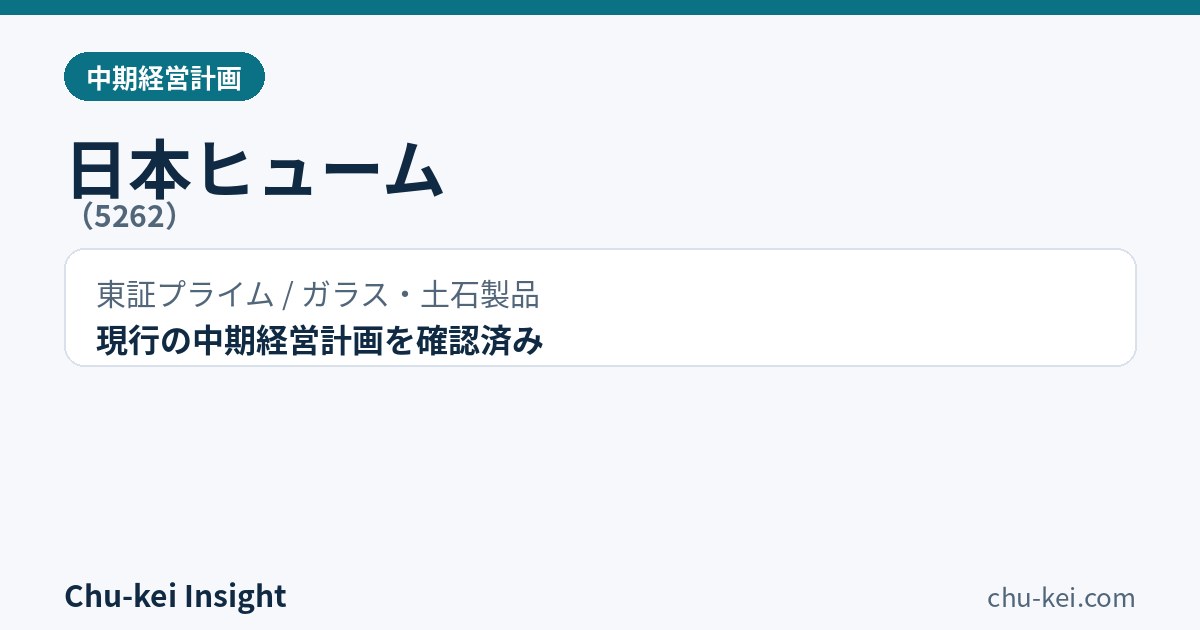 中期経営計画
日本ヒューム
（5262）
東証プライム / ガラス・土石製品
現行の中期経営計画を確認済み
Chu-kei Insight
chu-kei.com